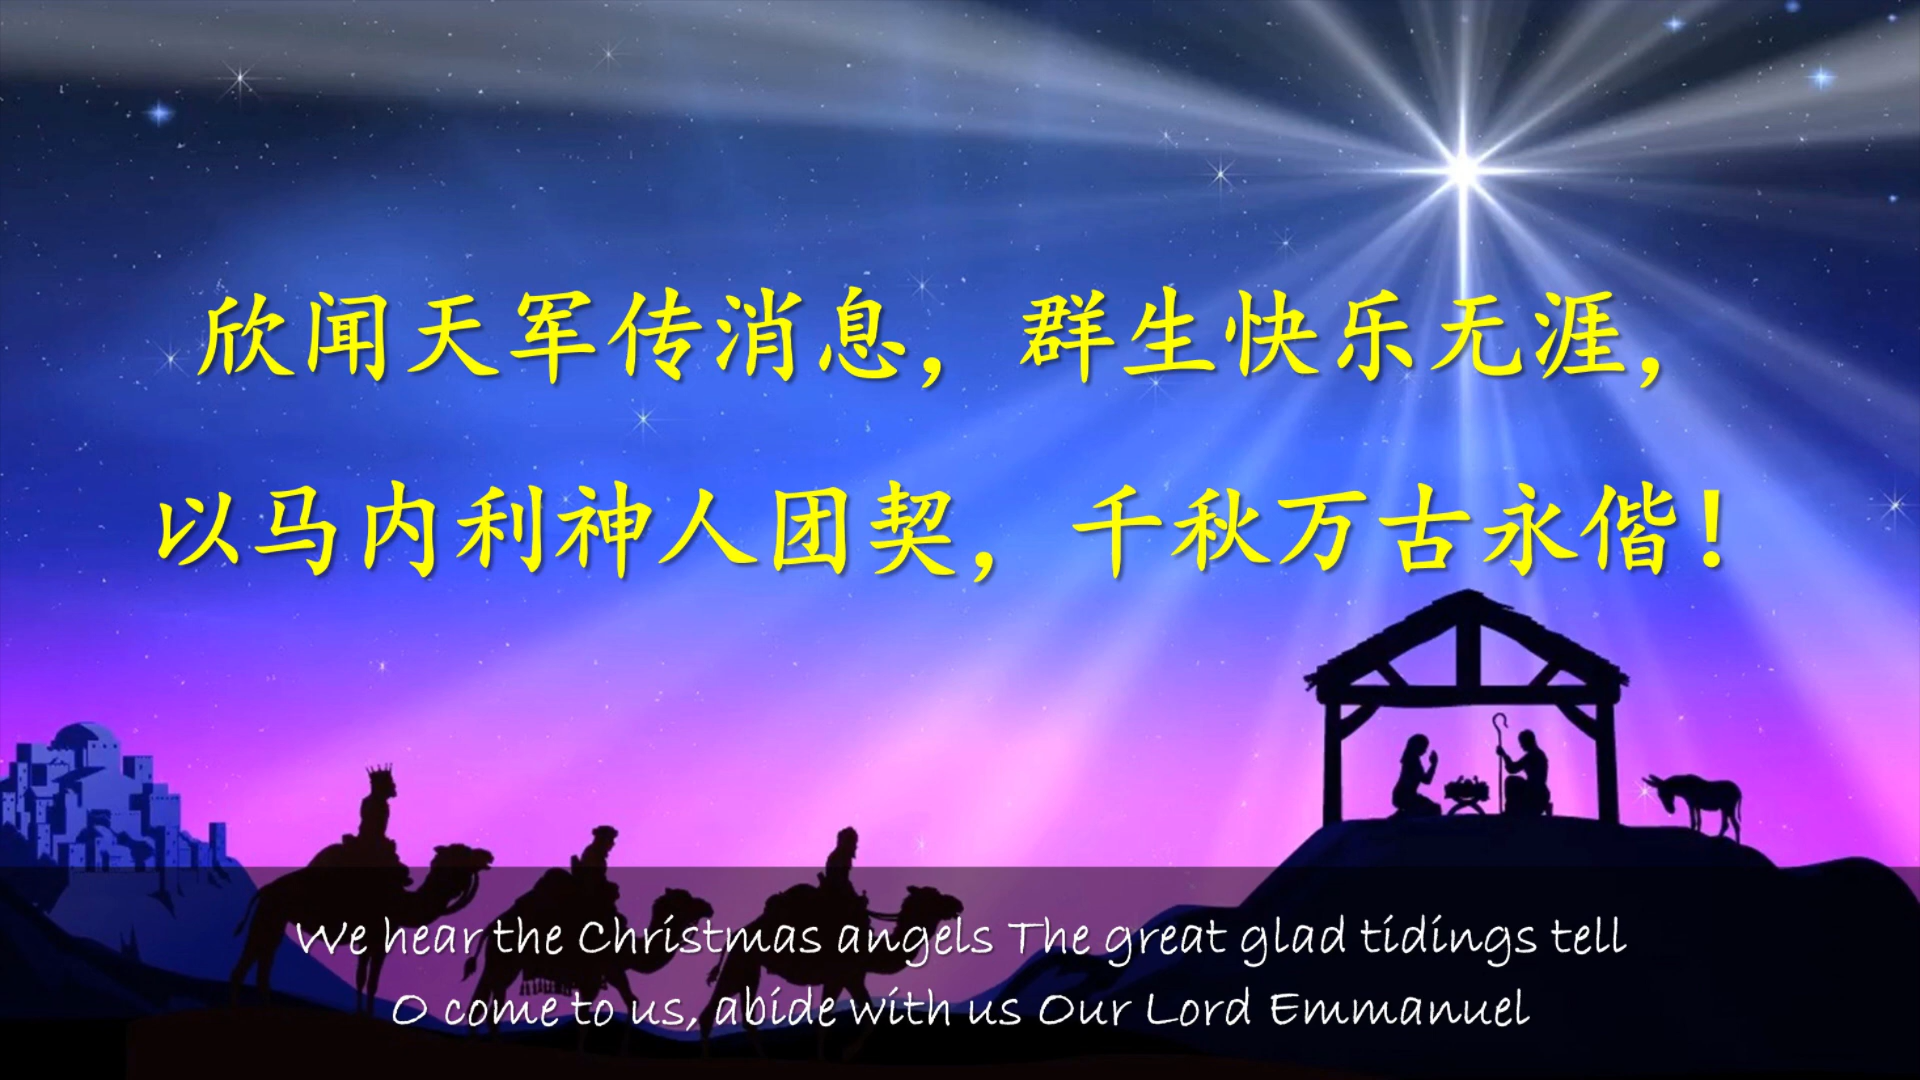 欣闻天军传消息，群生快乐无涯，
以马内利神人团契，千秋万古永偕！
We hear the Christmas angels The great glad tidings tell
O come to us, abide with us Our Lord Emmanuel